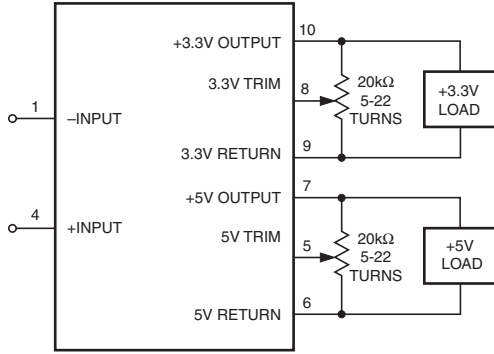 10
+3.3V OUTPUT
3.3V TRIM
8
20kΩ
5-22
TURNS
+3.3V
LOAD
1
–INPUT
3.3V RETURN
9
+5V OUTPUT
7
4
+INPUT
5V TRIM
5
20kΩ
5-22
TURNS
+5V
LOAD
5V RETURN
6